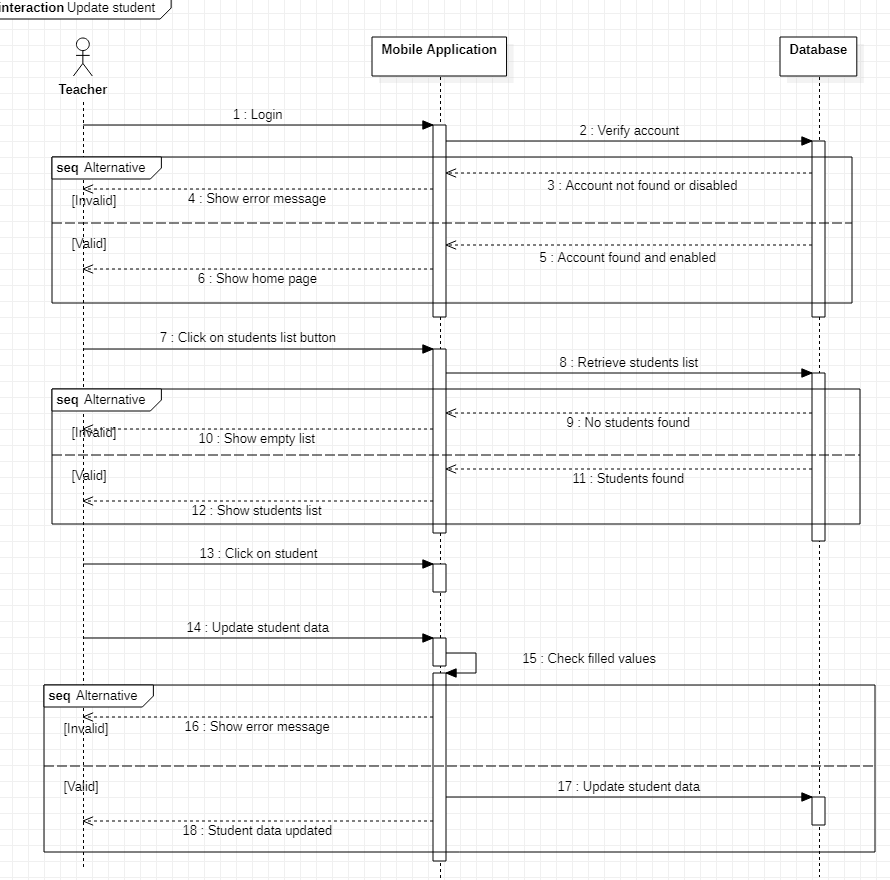 interaction Update student
Mobile Application
Database
Teacher
1 : Login
2 : Verify account
seq Alternative
3 : Account not found or disabled
4 : Show error message
[Invalid]
[Valid]
5 : Account found and enabled
6 : Show home page
7 : Click on students list button
8 : Retrieve students list
seq Alternative
9 : No students found
[Invalid]
10 : Show empty list
[Valid]
11 : Students found
12 : Show students list
13 : Click on student
14 : Update student data
15 : Check filled values
seq Alternative
16 : Show error message
[Invalid]
[Valid]
17 : Update student data
18 : Student data updated